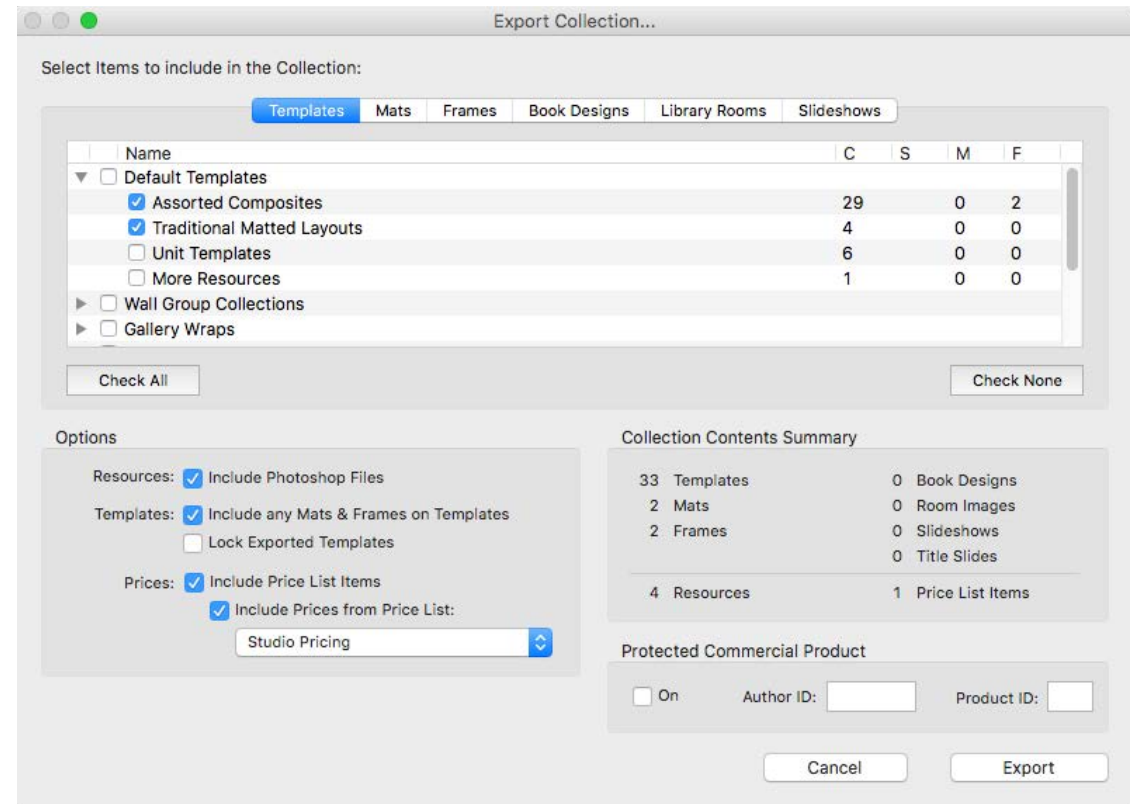 Export Collection...
Select Items to include in the Collection:
Templates Mats Frames Book Designs Library Rooms Slideshows
Name C S M F
Default Templates
Assorted Composites 29 0 2
Traditional Matted Layouts 4 0 0
Unit Templates 6 0 0
More Resources 1 0 0
Wall Group Collections
Gallery Wraps
Check All Check None
Options
Resources: Include Photoshop Files
Templates: Include any Mats & Frames on Templates
Lock Exported Templates
Prices: Include Price List Items
Include Prices from Price List:
Studio Pricing
Collection Contents Summary
33 Templates 0 Book Designs
2 Mats 0 Room Images
2 Frames 0 Slideshows
0 Title Slides
4 Resources 1 Price List Items
Protected Commercial Product
On Author ID: Product ID:
Cancel Export